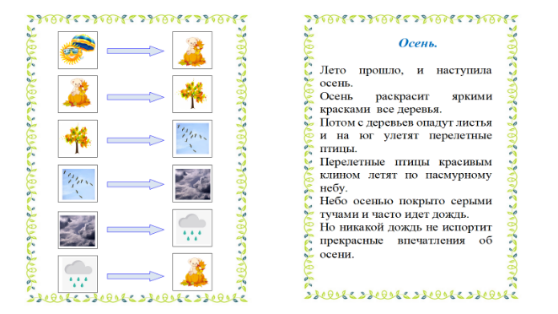 Осень.
Лето прошло, и наступила
осень.
Осень раскрасит яркими
красками все деревья.
Потом с деревьев опадут листья
и на юг улетят перелетные
птицы.
Перелетные птицы красивым
клином летят по пасмурному
небу.
Небо осенью покрыто серыми
тучами и часто идет дождь.
Но никакой дождь не испортит
прекрасные впечатления об
осени.